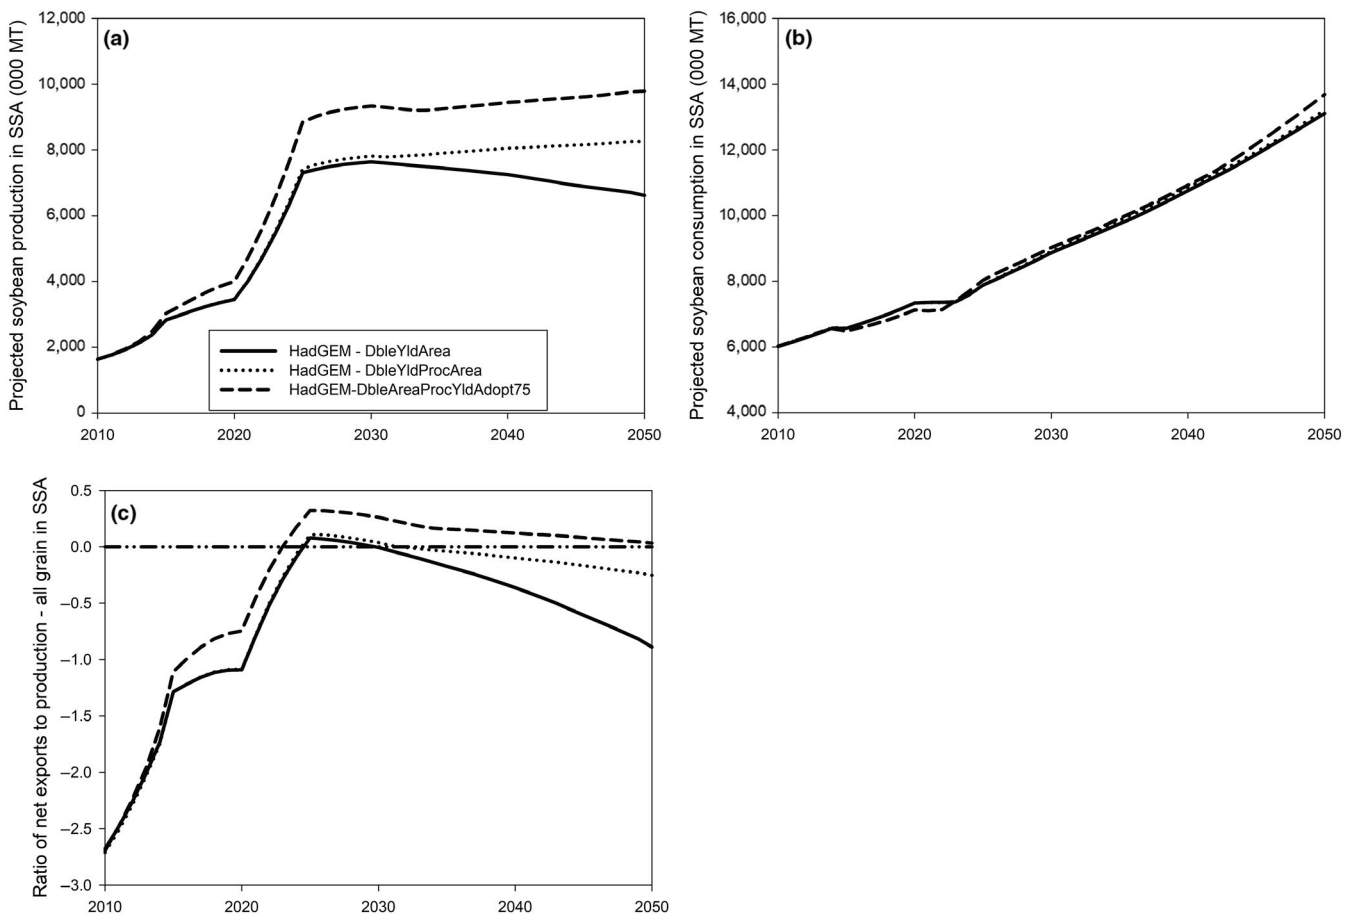 Projected soybean production in SSA (000 MT)
(a)
12,000
10,000
8,000
6,000
4,000
2,000
0
2010 2020 2030 2040 2050
HadGEM - DbleYldArea
HadGEM - DbleYldProcArea
HadGEM-DbleAreaProcYldAdopt75
Projected soybean consumption in SSA (000 MT)
(b)
16,000
14,000
12,000
10,000
8,000
6,000
4,000
2010 2020 2030 2040 2050
Ratio of net exports to production - all grain in SSA
(c)
0.5
0.0
–0.5
–1.0
–1.5
–2.0
–2.5
–3.0
2010 2020 2030 2040 2050